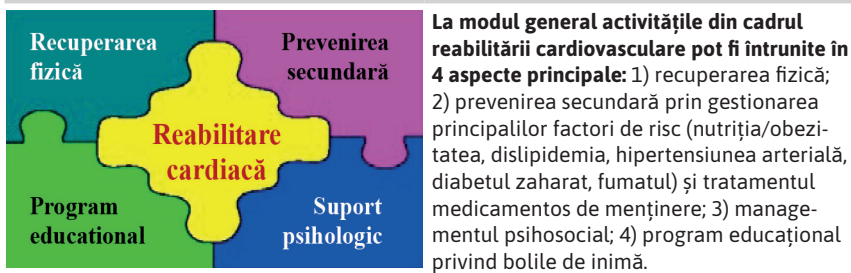 Recuperarea
fizică
Prevenirea
secundară
Reabilitare
cardiacă
Program
educational
Suport
psihologic
La modul general activitățile din cadrul
reabilitării cardiovasculare pot fi întrunite în
4 aspecte principale: 1) recuperarea fizică;
2) prevenirea secundară prin gestionarea
principalilor factori de risc (nutriția/obezi-
tatea, dislipidemia, hipertensiunea arterială,
diabetul zaharat, fumatul) și tratamentul
medicamentos de menținere; 3) manage-
mentul psihosocial; 4) program educațional
privind bolile de inimă.